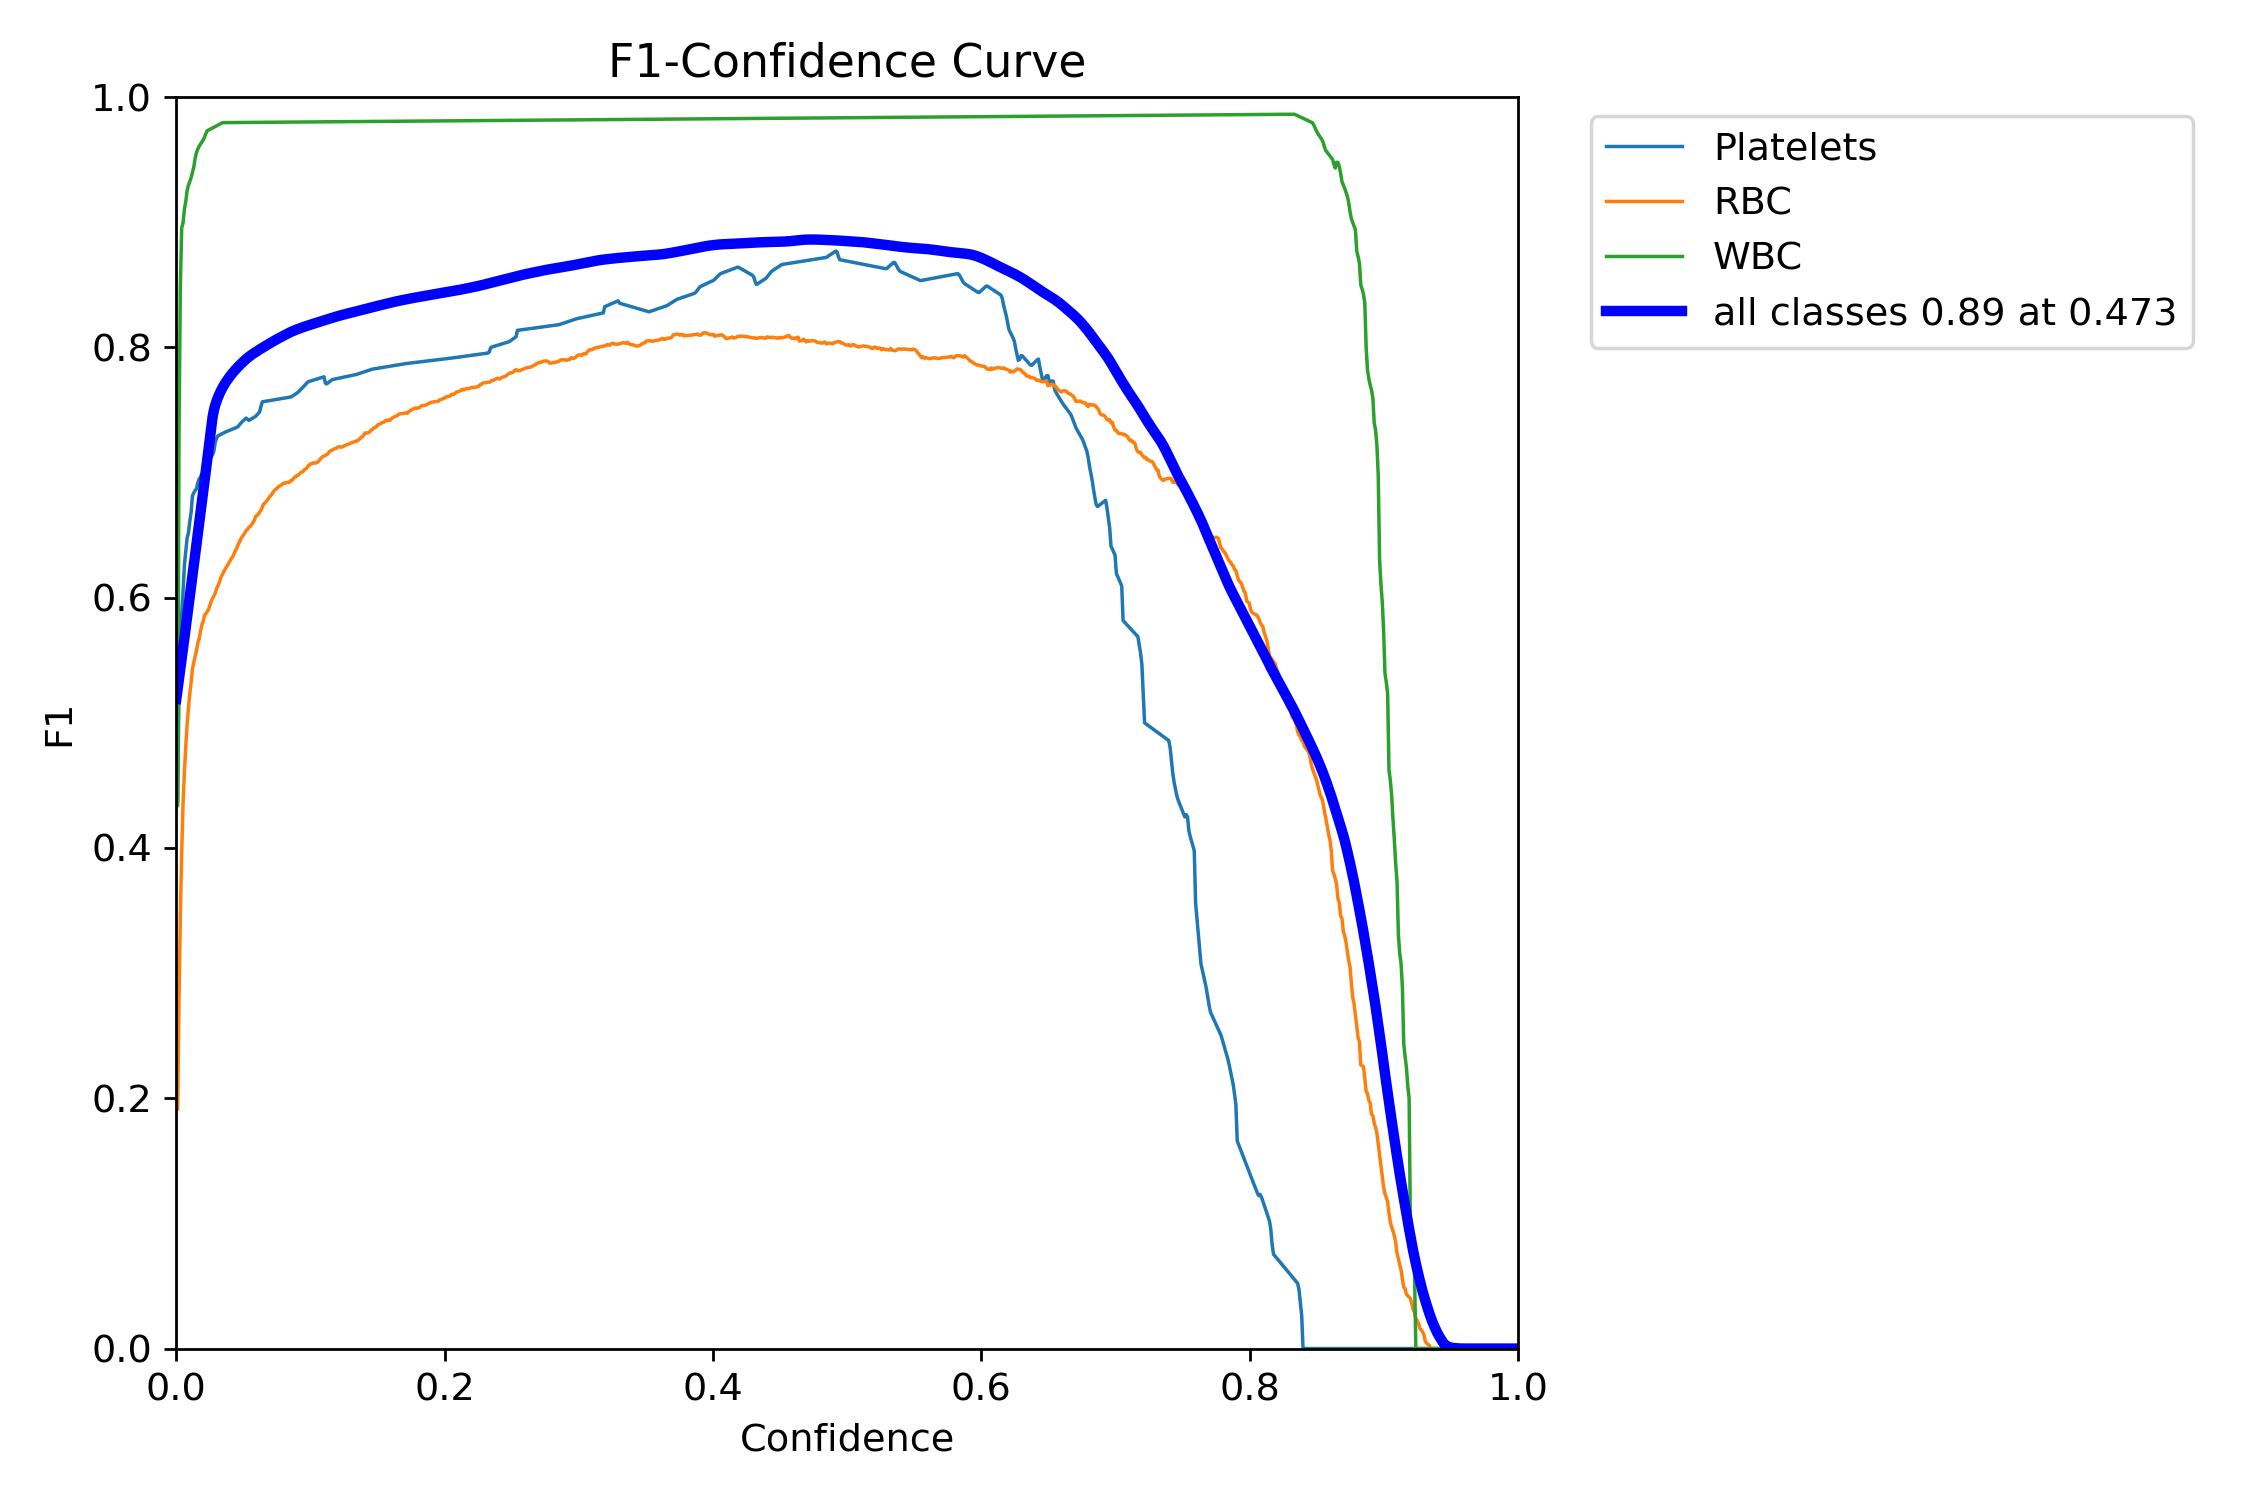 F1-Confidence Curve
1.0
0.8
0.6
0.4
0.2
0.0
F1
0.0 0.2 0.4 0.6 0.8 1.0
Confidence
Platelets
RBC
WBC
all classes 0.89 at 0.473